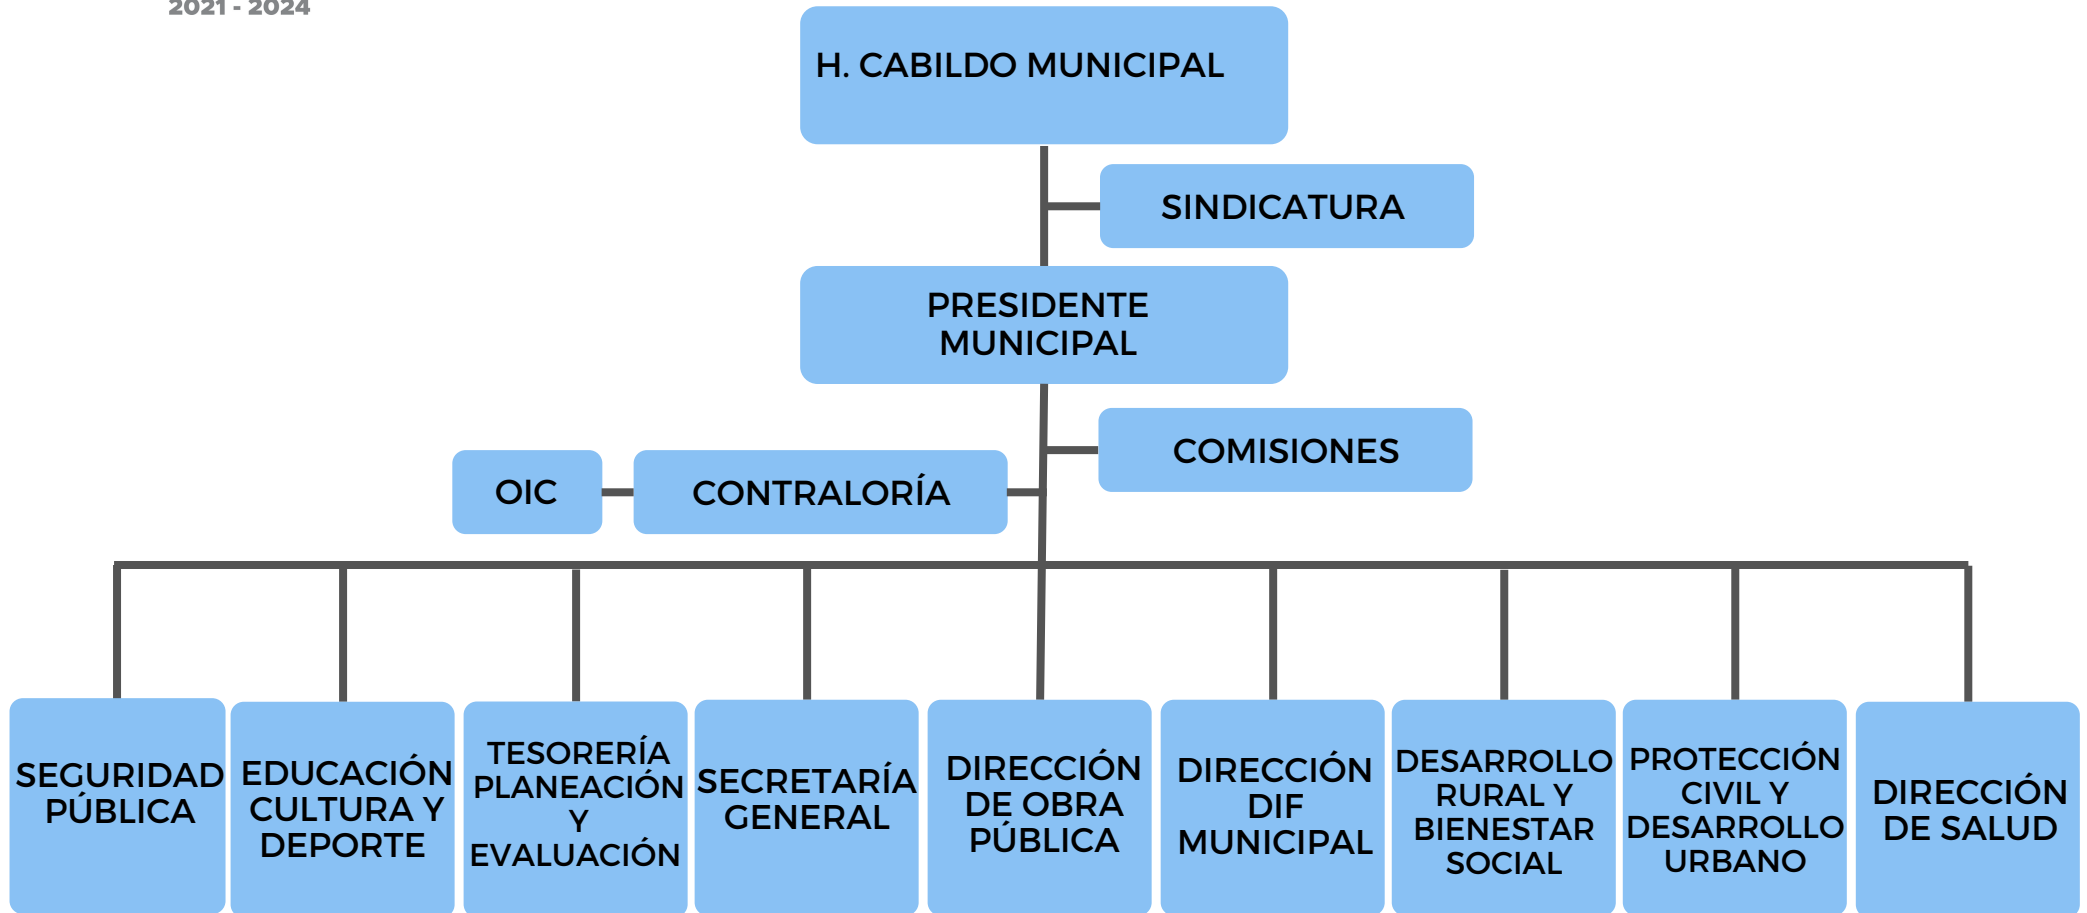 2021 - 2024
H. CABILDO MUNICIPAL
SINDICATURA
PRESIDENTE
MUNICIPAL
COMISIONES
OIC
CONTRALORÍA
SEGURIDAD
PÚBLICA
EDUCACIÓN
CULTURA Y
DEPORTE
TESORERÍA
PLANEACIÓN
Y
EVALUACIÓN
SECRETARÍA
GENERAL
DIRECCIÓN
DE OBRA
PÚBLICA
DIRECCIÓN
DIF
MUNICIPAL
DESARROLLO
RURAL Y
BIENESTAR
SOCIAL
PROTECCIÓN
CIVIL Y
DESARROLLO
URBANO
DIRECCIÓN
DE SALUD